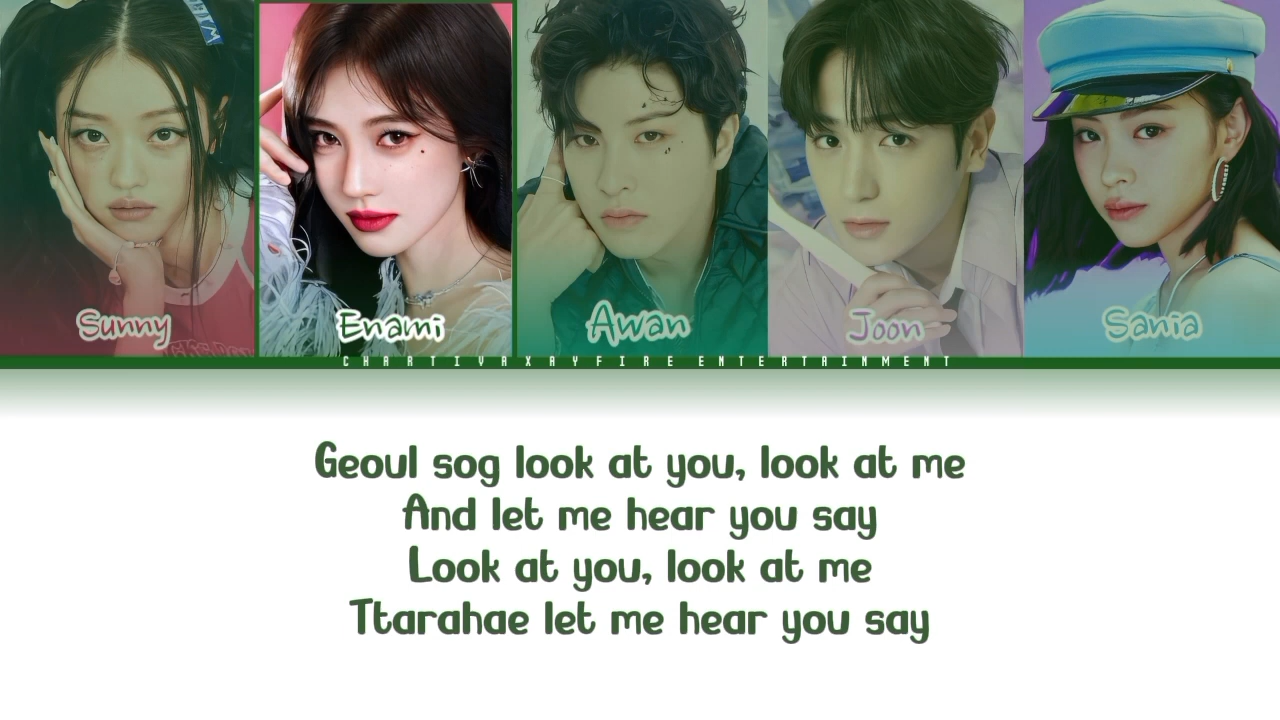 Sunny
Enami
Awan
Joon
Sania
CHARTIVAXAYFIRE ENTERTAINMENT
Geoul sog look at you, look at me
And let me hear you say
Look at you, look at me
Ttarahae let me hear you say